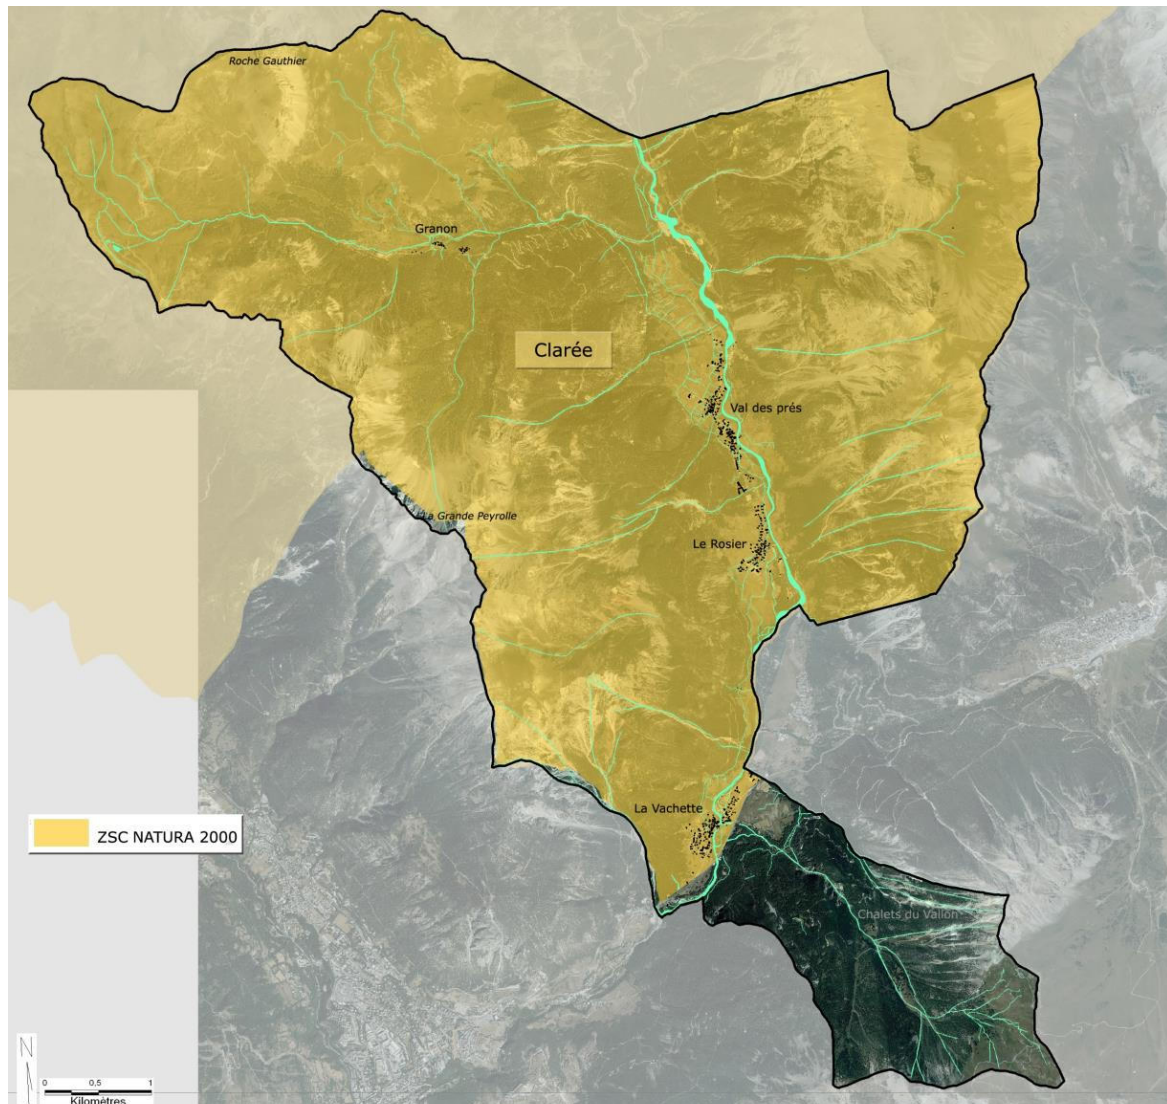 Roche Gauthier
Granon
Clarée
Val des prés
La Grande Peyrolle
Le Rosier
La Vachette
ZSC NATURA 2000
Chalets du Vallon
N
0 0,5 1
Kilomètres